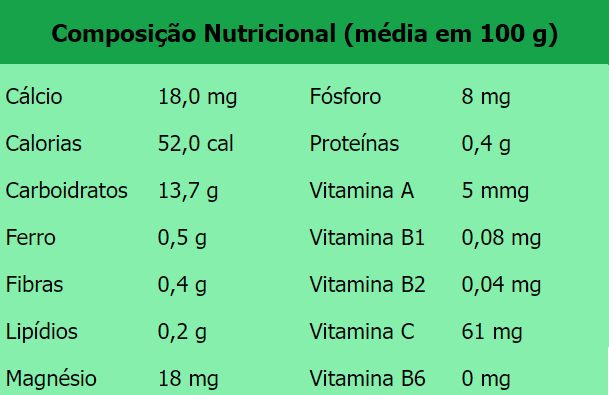 Composição Nutricional (média em 100 g)
Cálcio 18,0 mg Fósforo 8 mg
Calorias 52,0 cal Proteínas 0,4 g
Carboidratos 13,7 g Vitamina A 5 mmg
Ferro 0,5 g Vitamina B1 0,08 mg
Fibras 0,4 g Vitamina B2 0,04 mg
Lipídios 0,2 g Vitamina C 61 mg
Magnésio 18 mg Vitamina B6 0 mg